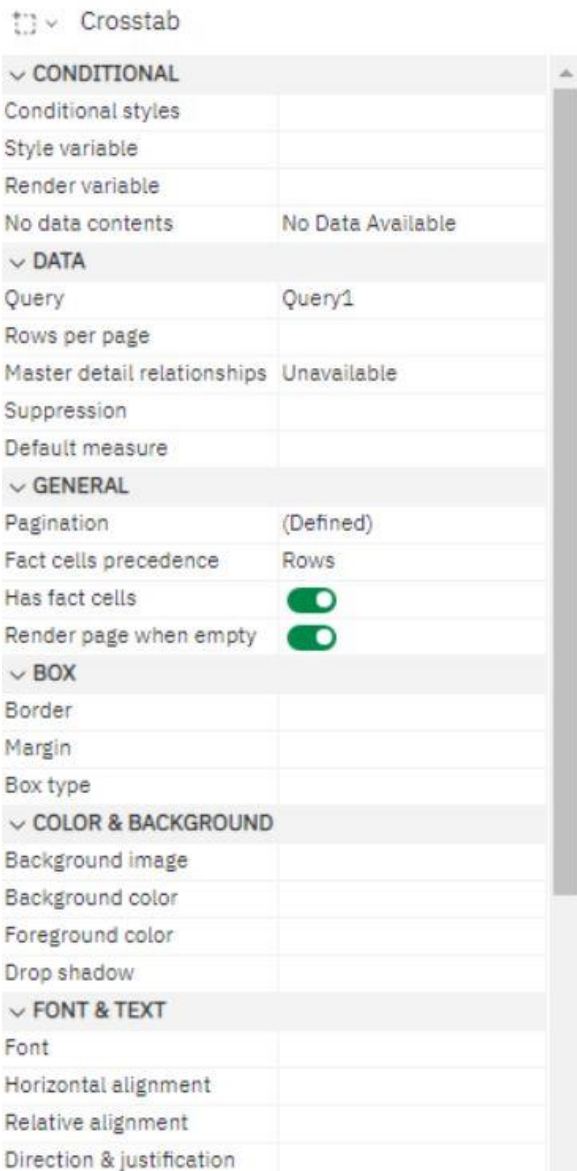 Crosstab
CONDITIONAL
Conditional styles
Style variable
Render variable
No data contents No Data Available
DATA
Query Query1
Rows per page
Master detail relationships Unavailable
Suppression
Default measure
GENERAL
Pagination (Defined)
Fact cells precedence Rows
Has fact cells
Render page when empty
BOX
Border
Margin
Box type
COLOR & BACKGROUND
Background image
Background color
Foreground color
Drop shadow
FONT & TEXT
Font
Horizontal alignment
Relative alignment
Direction & justification